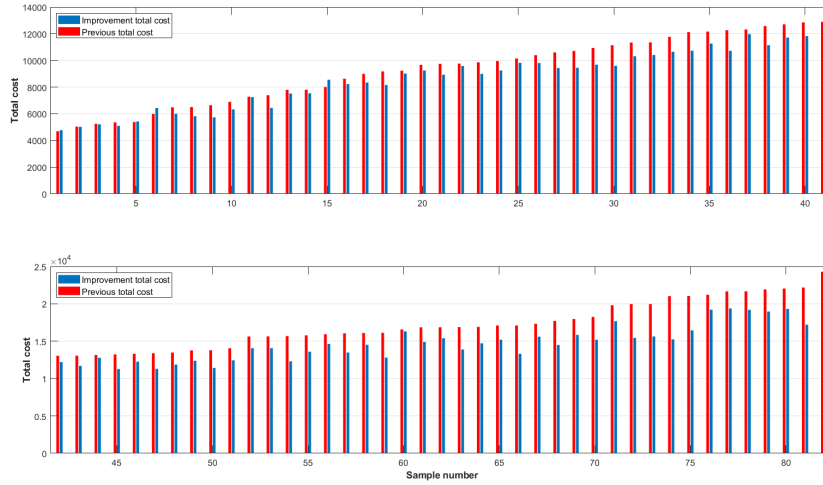 14000
12000
10000
8000
6000
4000
2000
0
Total cost
Improvement total cost
Previous total cost
5 10 15 20 25 30 35 40
×10⁴
2.5
2
1.5
1
0.5
0
Total cost
Improvement total cost
Previous total cost
45 50 55 60 65 70 75 80
Sample number